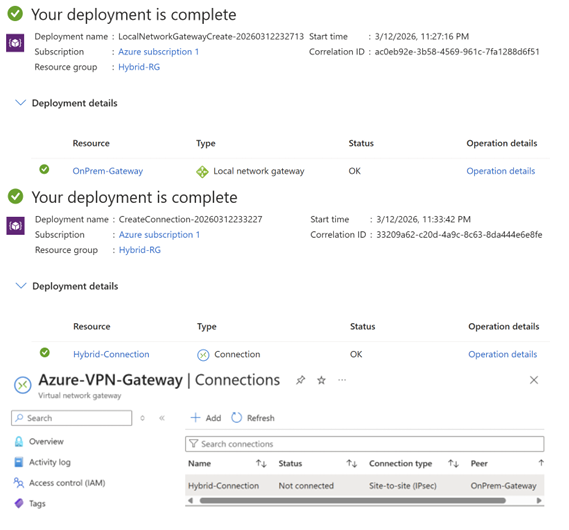 Your deployment is complete
Deployment name : LocalNetworkGatewayCreate-20260312232713 Start time : 3/12/2026, 11:27:16 PM
Subscription : Azure subscription 1 Correlation ID : ac0eb92e-3b58-4569-961c-7fa1288d6f51
Resource group : Hybrid-RG
Deployment details
Resource Type Status Operation details
OnPrem-Gateway Local network gateway OK Operation details
Your deployment is complete
Deployment name : CreateConnection-20260312233227 Start time : 3/12/2026, 11:33:42 PM
Subscription : Azure subscription 1 Correlation ID : 33209a62-c20d-4a9c-8c63-8da444e6e8fe
Resource group : Hybrid-RG
Deployment details
Resource Type Status Operation details
Hybrid-Connection Connection OK Operation details
Azure-VPN-Gateway | Connections
Virtual network gateway
Search
Add Refresh
Overview
Search connections
Activity log
Name Status Connection type Peer
Access control (IAM)
Hybrid-Connection Not connected Site-to-site (IPsec) OnPrem-Gateway
Tags